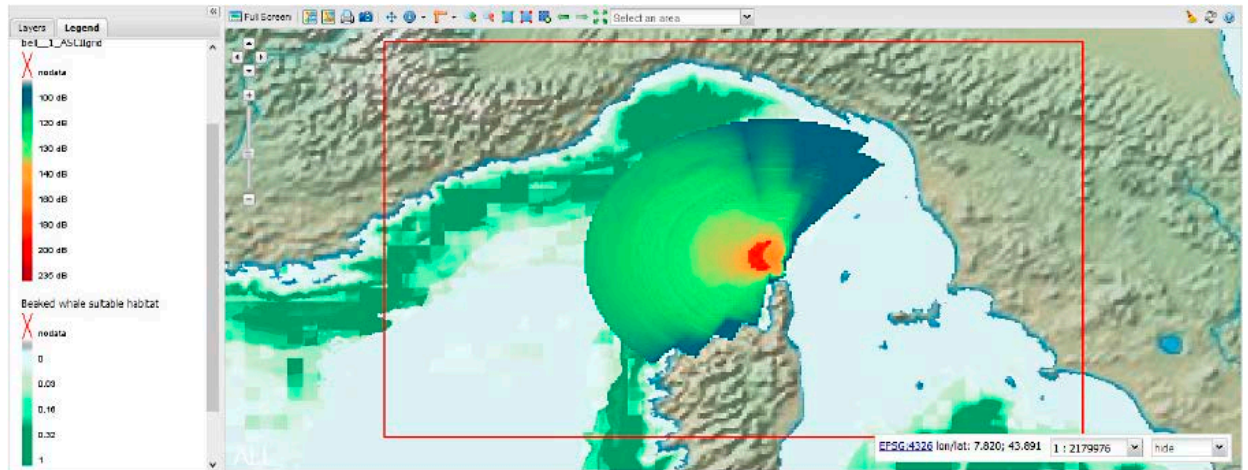 Full Screen
Select an area
Layers
Legend
bell__1_ASCIIgrid
nodata
100 dB
120 dB
130 dB
140 dB
180 dB
190 dB
200 dB
235 dB
Beaked whale suitable habitat
nodata
0
0.03
0.16
0.32
1
EPSG:4326 lon/lat: 7.820; 43.891
1 : 2179976
hide